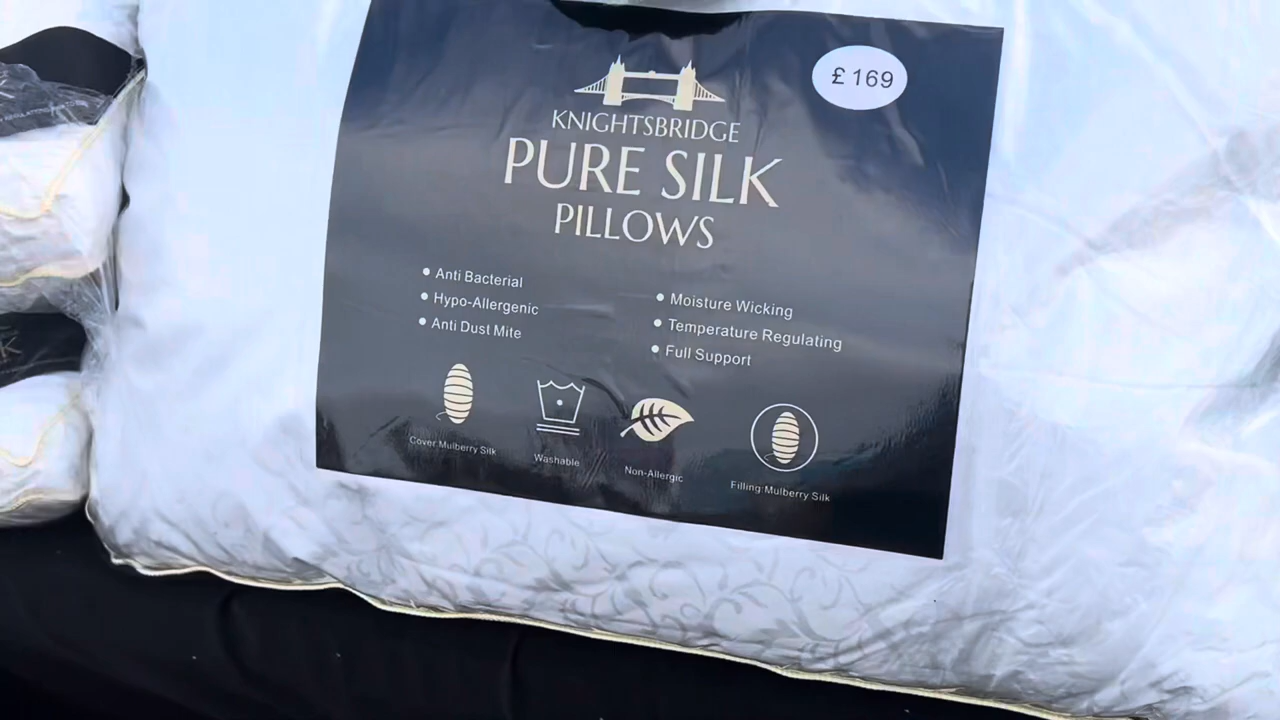 £ 169
KNIGHTSBRIDGE
PURE SILK
PILLOWS
• Anti Bacterial
• Hypo-Allergenic
• Anti Dust Mite
• Moisture Wicking
• Temperature Regulating
• Full Support
Cover:Mulberry Silk
Washable
Non-Allergic
Filling:Mulberry Silk